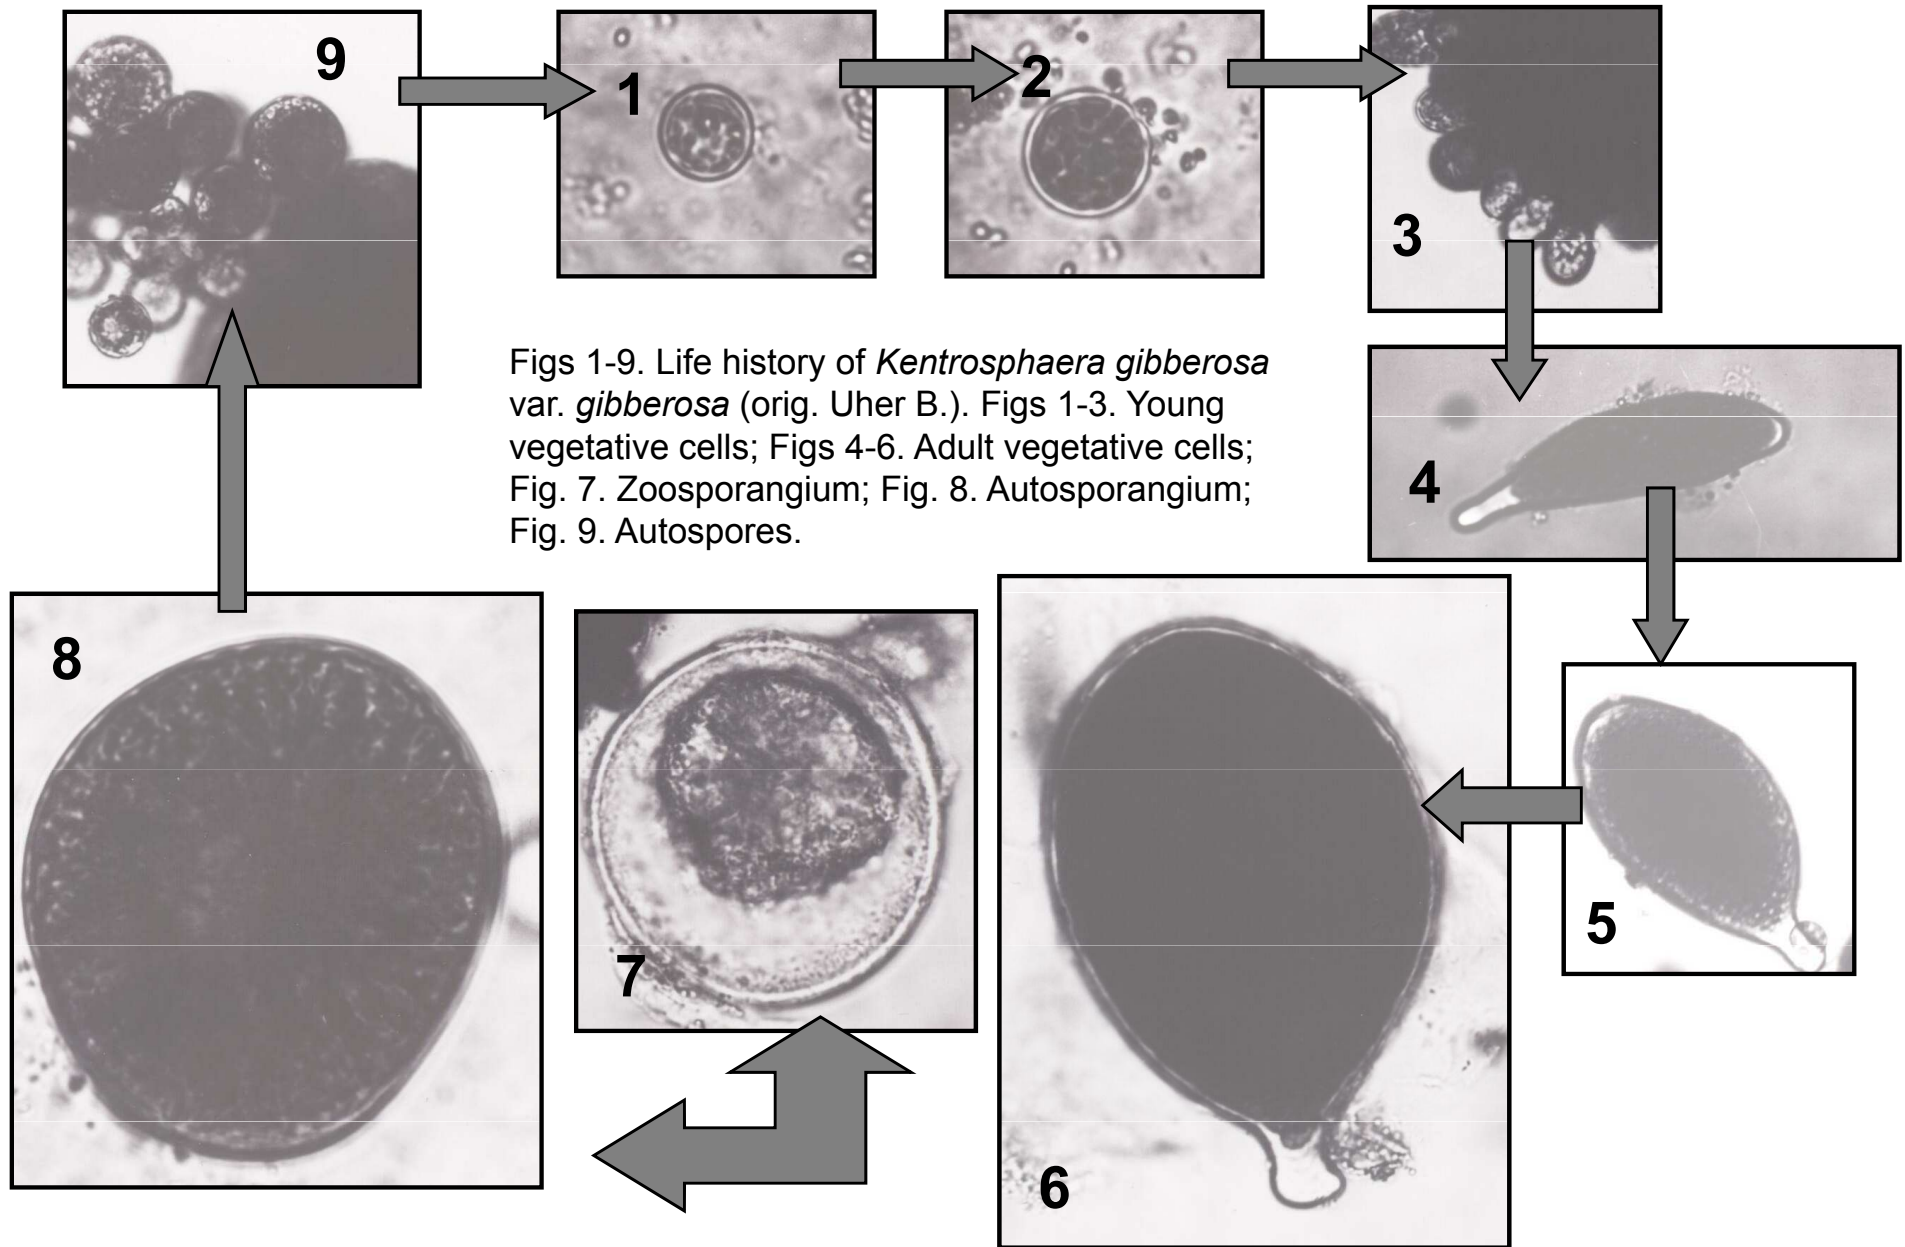 9
1
2
3
Figs 1-9. Life history of Kentrosphaera gibberosa
var. gibberosa (orig. Uher B.). Figs 1-3. Young
vegetative cells; Figs 4-6. Adult vegetative cells;
Fig. 7. Zoosporangium; Fig. 8. Autosporangium;
Fig. 9. Autospores.
4
8
7
6
5